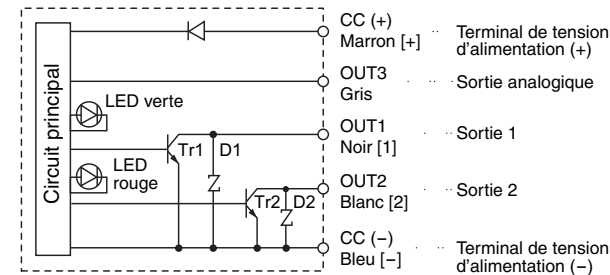 Circuit principal
CC (+)
Marron [+]
Terminal de tension
d'alimentation (+)
OUT3
Gris
Sortie analogique
LED verte
OUT1
Noir [1]
Sortie 1
Tr1
D1
LED
rouge
OUT2
Blanc [2]
Sortie 2
Tr2
D2
CC (−)
Bleu [−]
Terminal de tension
d'alimentation (−)